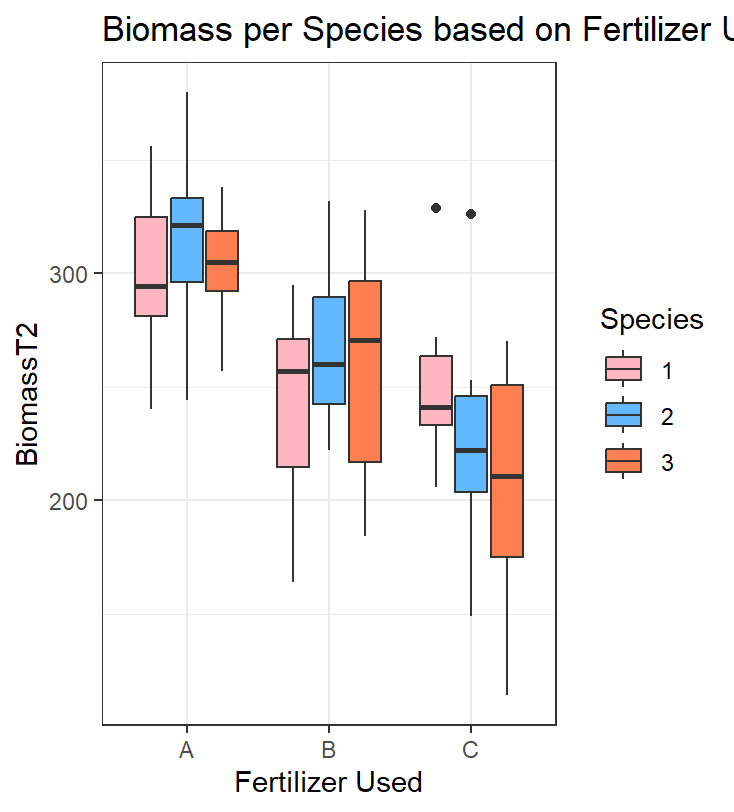 Biomass per Species based on Fertilizer U
300
200
BiomassT2
A B C
Fertilizer Used
Species
1
2
3